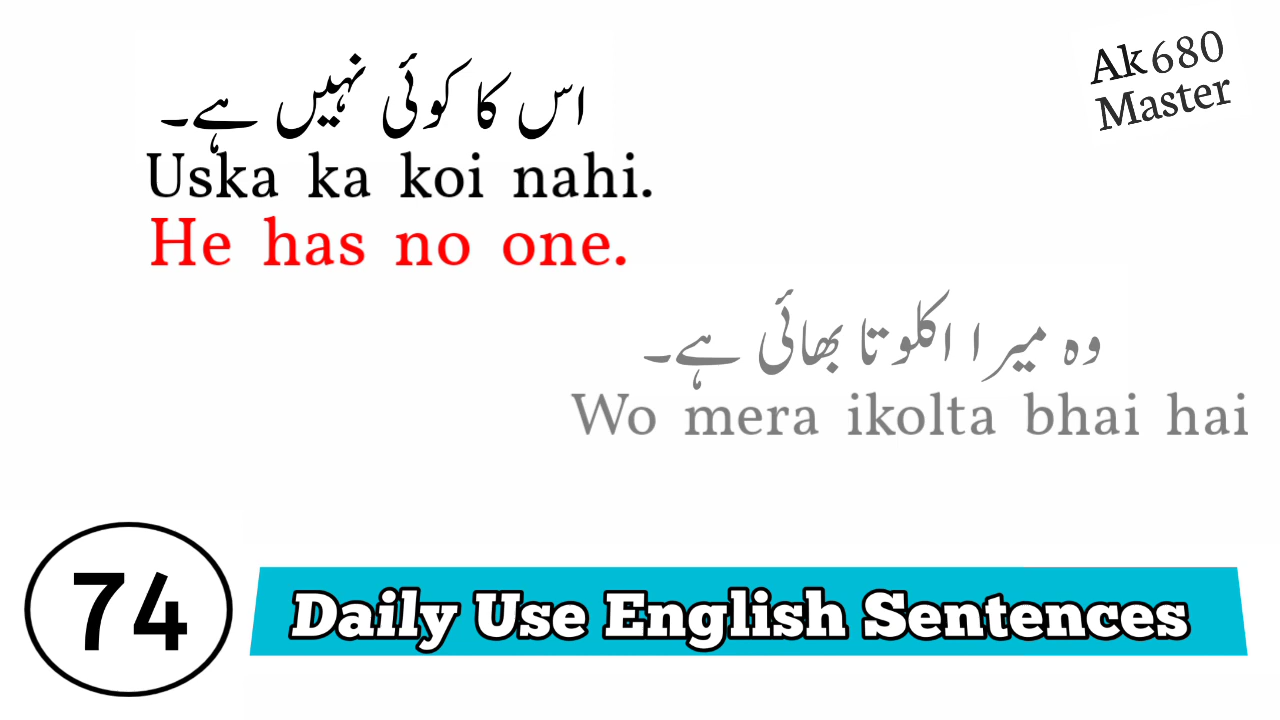 اس کا کوئی نہیں ہے۔
Uska ka koi nahi.
He has no one.
Ak680
Master
وہ میرا اکلوتا بھائی ہے۔
Wo mera ikolta bhai hai
74
Daily Use English Sentences